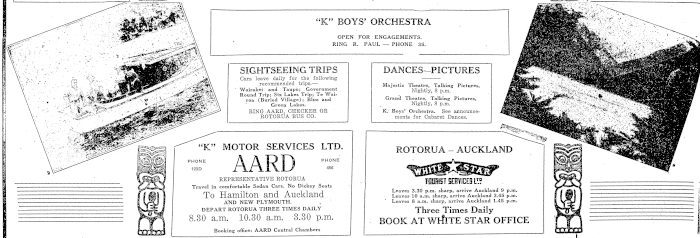 "K" BOYS' ORCHESTRA
OPEN FOR ENGAGEMENTS.
RING R. PAUL — PHONE 36.
SIGHTSEEING TRIPS
Cars leave daily for the following
recommended trips.—
Wairakei and Taupo; Government
Round Trip; Six Lakes Trip; To Wai-
roa (Buried Village); Blue and
Green Lakes.
RING AARD, CHECKER OR
ROTORUA BUS CO.
DANCES—PICTURES
Majestic Theatre, Talking Pictures,
Nightly, 8 p.m.
Grand Theatre, Talking Pictures,
Nightly, 8 p.m.
K. Boys' Orchestra. See announce-
ments for Cabaret Dances.
"K" MOTOR SERVICES LTD.
PHONE AARD PHONE
REPRESENTATIVE ROTORUA
Travel in comfortable Sedan Cars. No Dickey Seats
To Hamilton and Auckland
AND NEW PLYMOUTH.
DEPART ROTORUA THREE TIMES DAILY
8.30 a.m. 10.30 a.m. 3.30 p.m.
Booking office: AARD Central Chambers
ROTORUA – AUCKLAND
WHITE STAR
TOURIST SERVICES LTD
Leaves 3.30 p.m. sharp, arrive Auckland 9 p.m.
Leaves 10 a.m. sharp, arrive Auckland 3.45 p.m.
Leaves 8 a.m. sharp, arrive Auckland 1.45 p.m.
Three Times Daily
BOOK AT WHITE STAR OFFICE